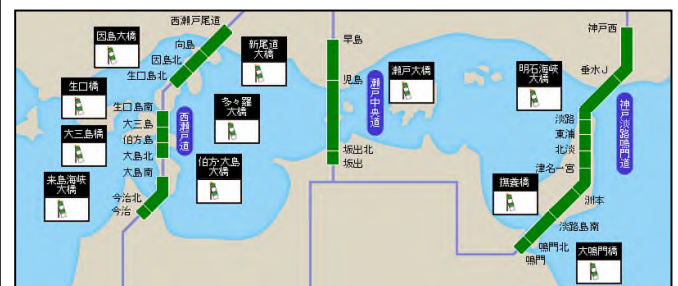 西瀬戸尾道
向島
因島北
生口島北
因島大橋
新尾道
大橋
生口橋
生口島南
大三島
伯方島
大島北
大島南
今治北
今治
西瀬戸道
多々羅
大橋
大三島橋
伯方・大島
大橋
来島海峡
大橋
早島
児島
坂出北
坂出
瀬戸中央道
瀬戸大橋
神戸西
垂水J
明石海峡
大橋
淡路
東浦
北淡
津名一宮
洲本
淡路島南
鳴門北
鳴門
神戸淡路鳴門道
撫養橋
大鳴門橋